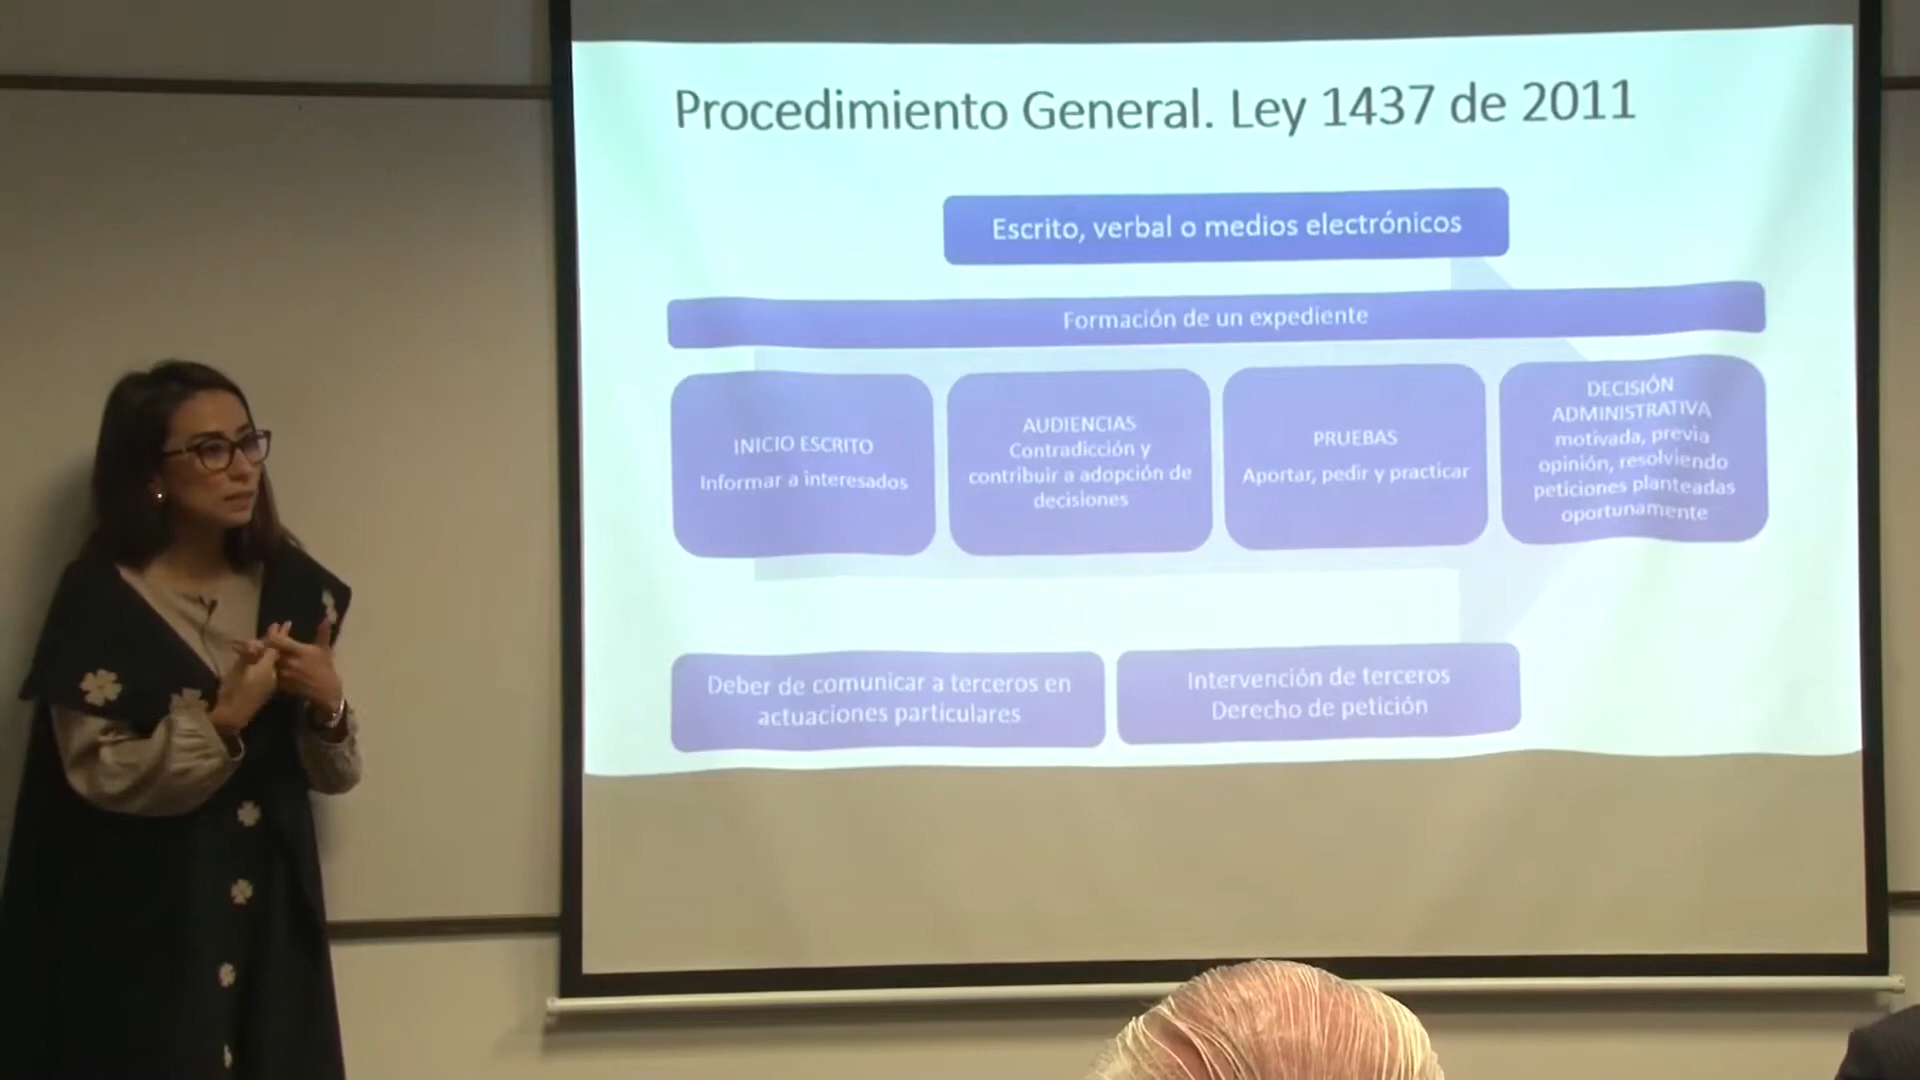 Procedimiento General. Ley 1437 de 2011
Escrito, verbal o medios electrónicos
Formación de un expediente
INICIO ESCRITO
Informar a interesados
AUDIENCIAS
Contradicción y
contribuir a adopción de
decisiones
PRUEBAS
Aportar, pedir y practicar
DECISIÓN
ADMINISTRATIVA
motivada, previa
opinión, resolviendo
peticiones planteadas
oportunamente
Deber de comunicar a terceros en
actuaciones particulares
Intervención de terceros
Derecho de petición